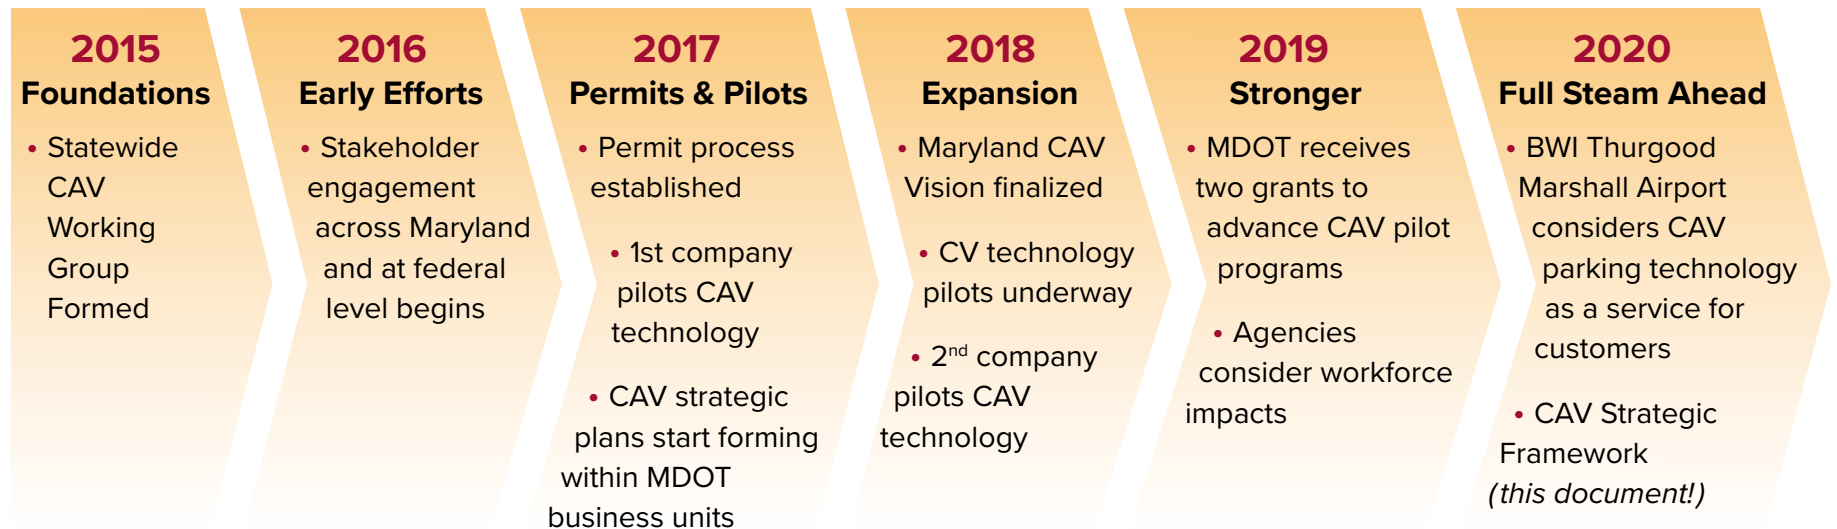 2015
Foundations
• Statewide
CAV
Working
Group
Formed
2016
Early Efforts
• Stakeholder
engagement
across Maryland
and at federal
level begins
2017
Permits & Pilots
• Permit process
established
• 1st company
pilots CAV
technology
• CAV strategic
plans start forming
within MDOT
business units
2018
Expansion
• Maryland CAV
Vision finalized
• CV technology
pilots underway
• 2nd company
pilots CAV
technology
2019
Stronger
• MDOT receives
two grants to
advance CAV pilot
programs
• Agencies
consider workforce
impacts
2020
Full Steam Ahead
• BWI Thurgood
Marshall Airport
considers CAV
parking technology
as a service for
customers
• CAV Strategic
Framework
(this document!)